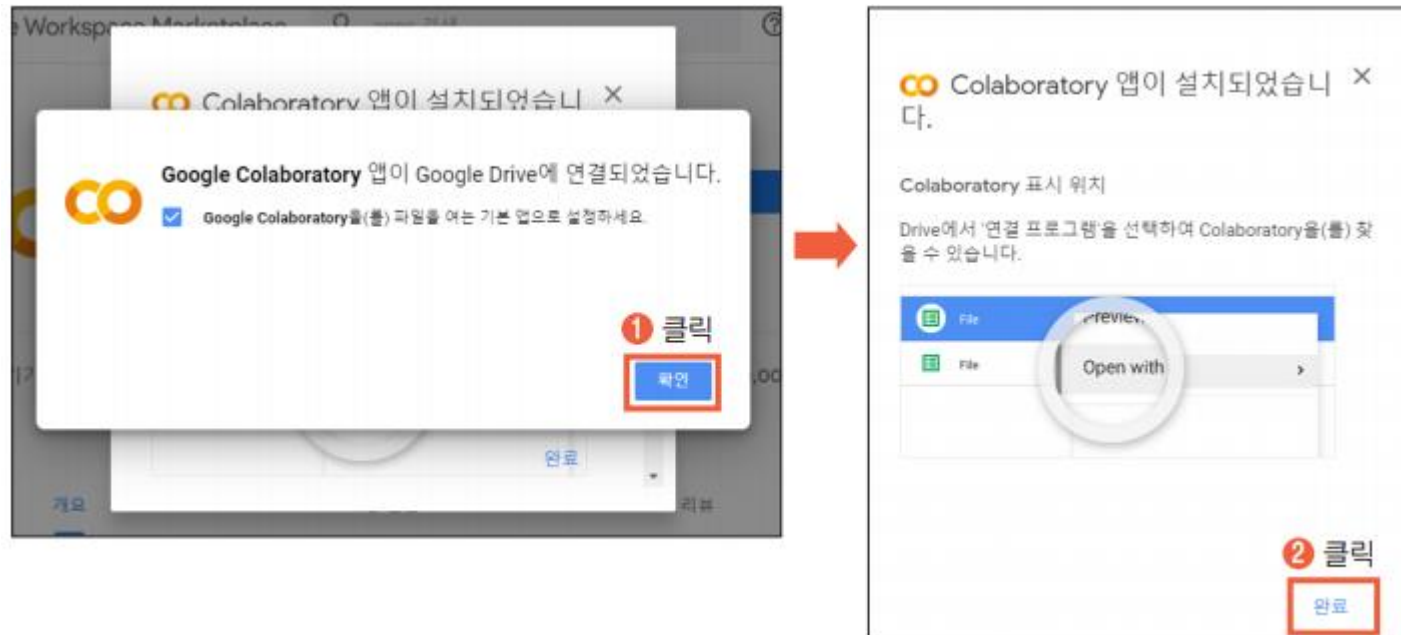 Workspace Marketplace
Colaboratory 앱이 설치되었습니
Google Colaboratory 앱이 Google Drive에 연결되었습니다.
Google Colaboratory을(를) 파일을 여는 기본 앱으로 설정하세요.
1 클릭
확인
완료
개요
리뷰
Colaboratory 앱이 설치되었습니
다.
Colaboratory 표시 위치
Drive에서 '연결 프로그램'을 선택하여 Colaboratory을(를) 찾
을 수 있습니다.
File
Preview
File
Open with
2 클릭
완료